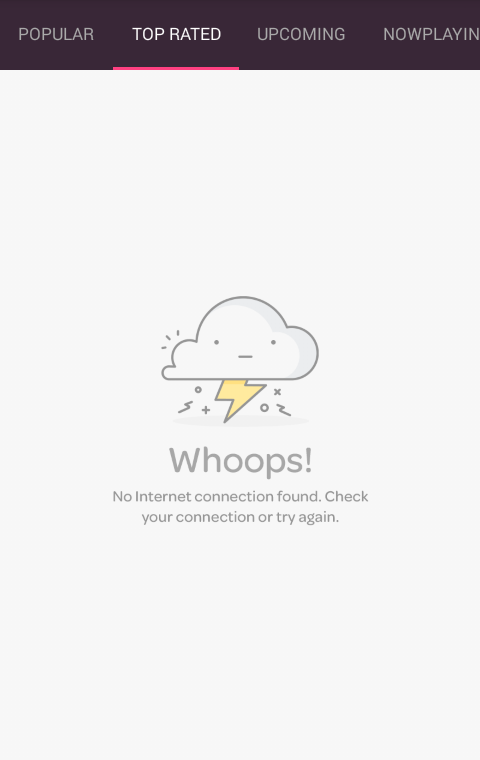 POPULAR
TOP RATED
UPCOMING
NOWPLAYIN
Whoops!
No Internet connection found. Check
your connection or try again.